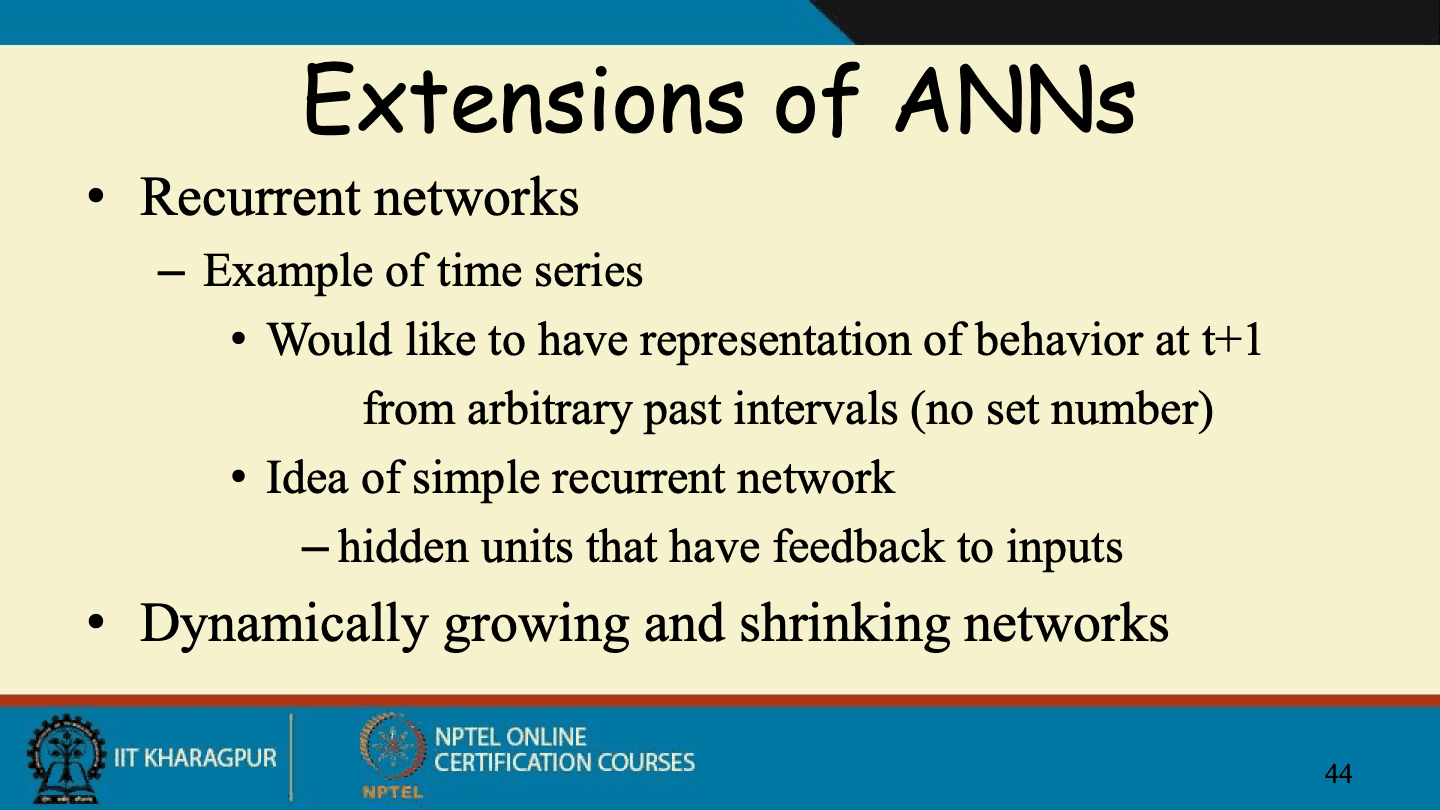 Extensions of ANNs
• Recurrent networks
– Example of time series
• Would like to have representation of behavior at t+1
from arbitrary past intervals (no set number)
• Idea of simple recurrent network
– hidden units that have feedback to inputs
• Dynamically growing and shrinking networks
IIT KHARAGPUR
NPTEL
NPTEL ONLINE
CERTIFICATION COURSES
44